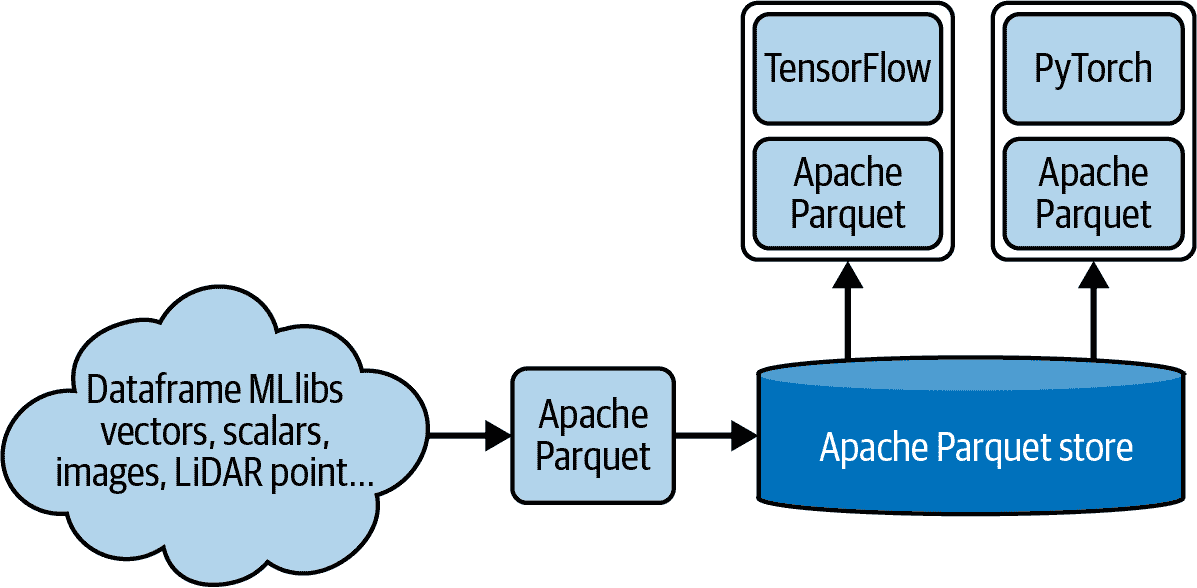 TensorFlow
PyTorch
Apache
Parquet
Apache
Parquet
Dataframe MLlibs
vectors, scalars,
images, LiDAR point...
Apache
Parquet
Apache Parquet store